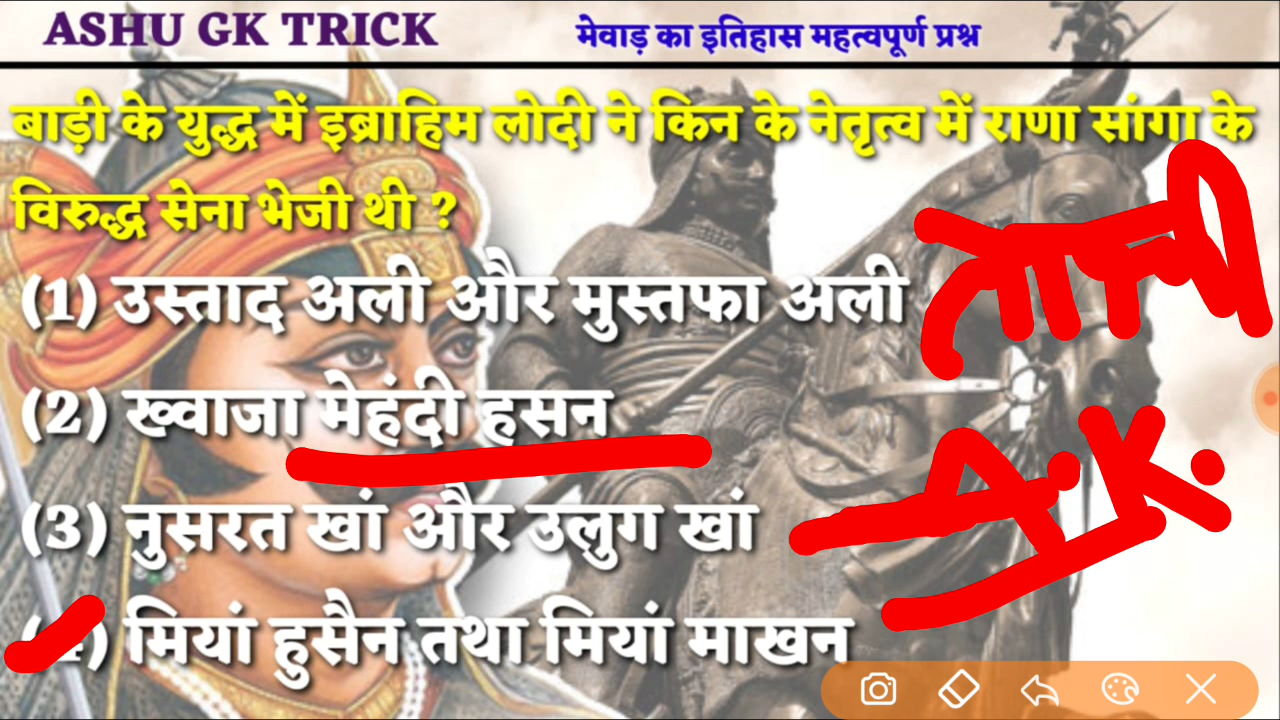 ASHU GK TRICK
मेवाड़ का इतिहास महत्वपूर्ण प्रश्न
बाड़ी के युद्ध में इब्राहिम लोदी ने किन के नेतृत्व में राणा सांगा के
विरुद्ध सेना भेजी थी ?
(1) उस्ताद अली और मुस्तफा अली
(2) ख्वाजा मेहंदी हसन
(3) नुसरत खां और उलुग खां
(4) मियां हुसैन तथा मियां माखन
A.K.